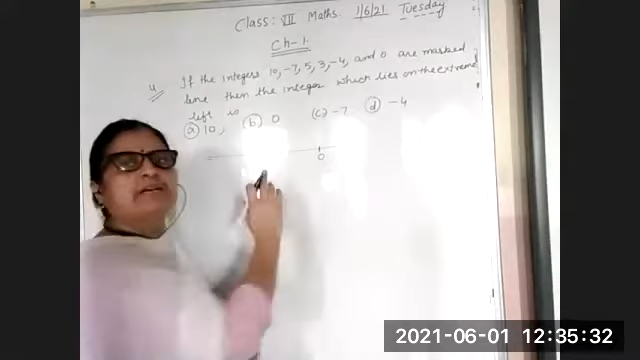 Class: VII Maths. 1/6/21 Tuesday
Ch-1.
4 If the integers 10, -7, 5, 3, -4, and 0 are marked
line then the integer which lies on the extreme
left is
(a) 10, (b) 0 (c) -7 (d) -4
0
2021-06-01 12:35:32